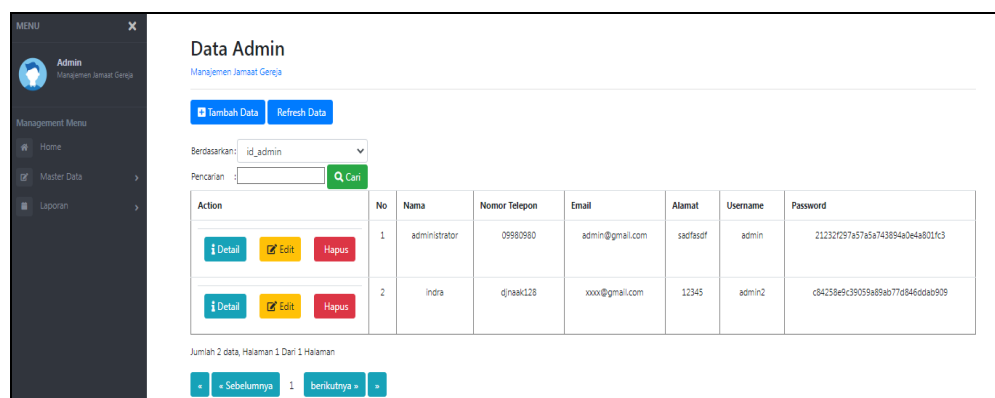 MENU
Admin
Manajemen Jamaat Gereja
Management Menu
Home
Master Data
Laporan
Data Admin
Manajemen Jamaat Gereja
Tambah Data Refresh Data
Berdasarkan : id_admin
Pencarian : Cari
Action No Nama Nomor Telepon Email Alamat Username Password
Detail Edit Hapus 1 administrator 09980980 admin@gmail.com sadfasdf admin 21232f297a57a5a743894a0e4a801fc3
Detail Edit Hapus 2 indra djnaak128 xxxx@gmail.com 12345 admin2 c84258e9c39059a89ab77d846ddab909
Jumlah 2 data, Halaman 1 Dari 1 Halaman
« « Sebelumnya 1 berikutnya » »